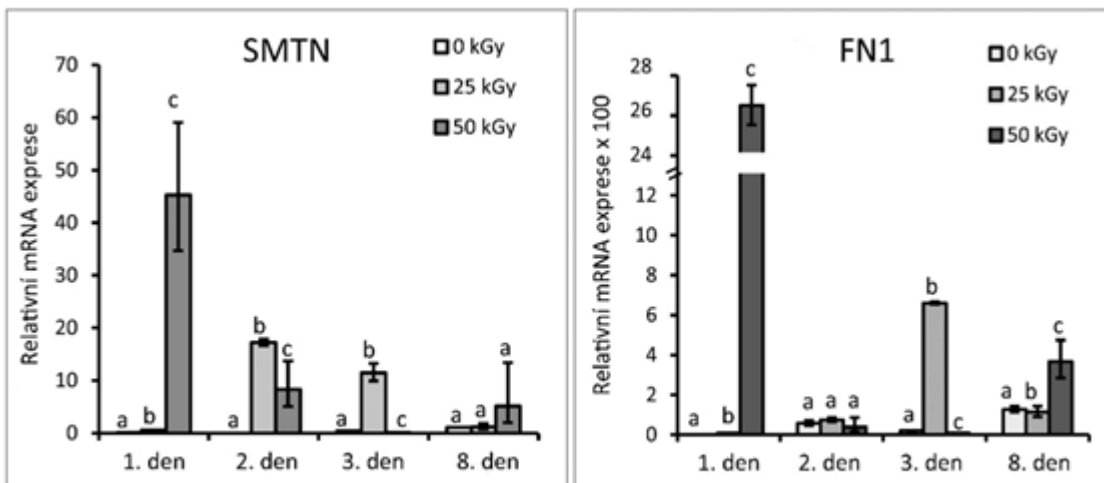 SMTN
Relativní mRNA exprese
70
60
50
40
30
20
10
0
0 kGy
25 kGy
50 kGy
a b c
a b c
a b c
a a a
1. den 2. den 3. den 8. den
FN1
Relativní mRNA exprese x 100
28
26
24
12
10
8
6
4
2
0
0 kGy
25 kGy
50 kGy
a b c
a a a
a b c
a b c
1. den 2. den 3. den 8. den